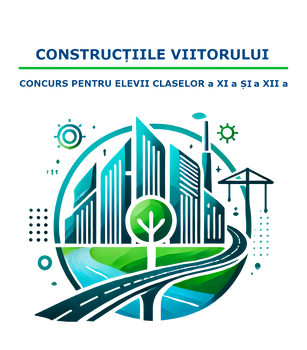 CONSTRUCȚIILE VIITORULUI
CONCURS PENTRU ELEVII CLASELOR a XI a ȘI a XII a